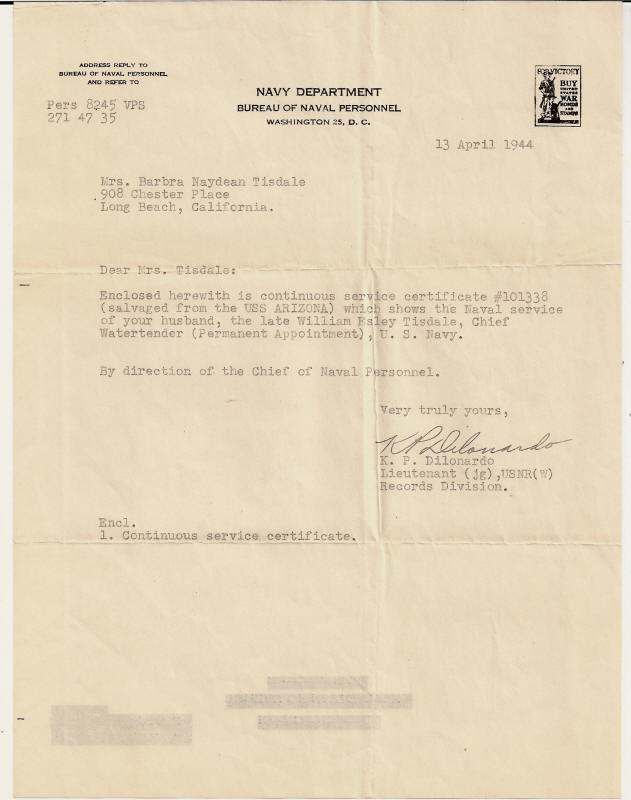 ADDRESS REPLY TO
BUREAU OF NAVAL PERSONNEL
AND REFER TO
Pers 8245 VPS
271 47 35
NAVY DEPARTMENT
BUREAU OF NAVAL PERSONNEL
WASHINGTON 25, D. C.
FOR VICTORY
BUY
UNITED
STATES
WAR
BONDS
AND
STAMPS
13 April 1944
Mrs. Barbra Naydean Tisdale
908 Chester Place
Long Beach, California.
Dear Mrs. Tisdale:
Enclosed herewith is continuous service certificate #101338
(salvaged from the USS ARIZONA) which shows the Naval service
of your husband, the late William Esley Tisdale, Chief
Watertender (Permanent Appointment), U. S. Navy.
By direction of the Chief of Naval Personnel.
Very truly yours,
K P Dilonardo
K. P. Dilonardo
Lieutenant (jg),USNR(W)
Records Division.
Encl.
1. Continuous service certificate.